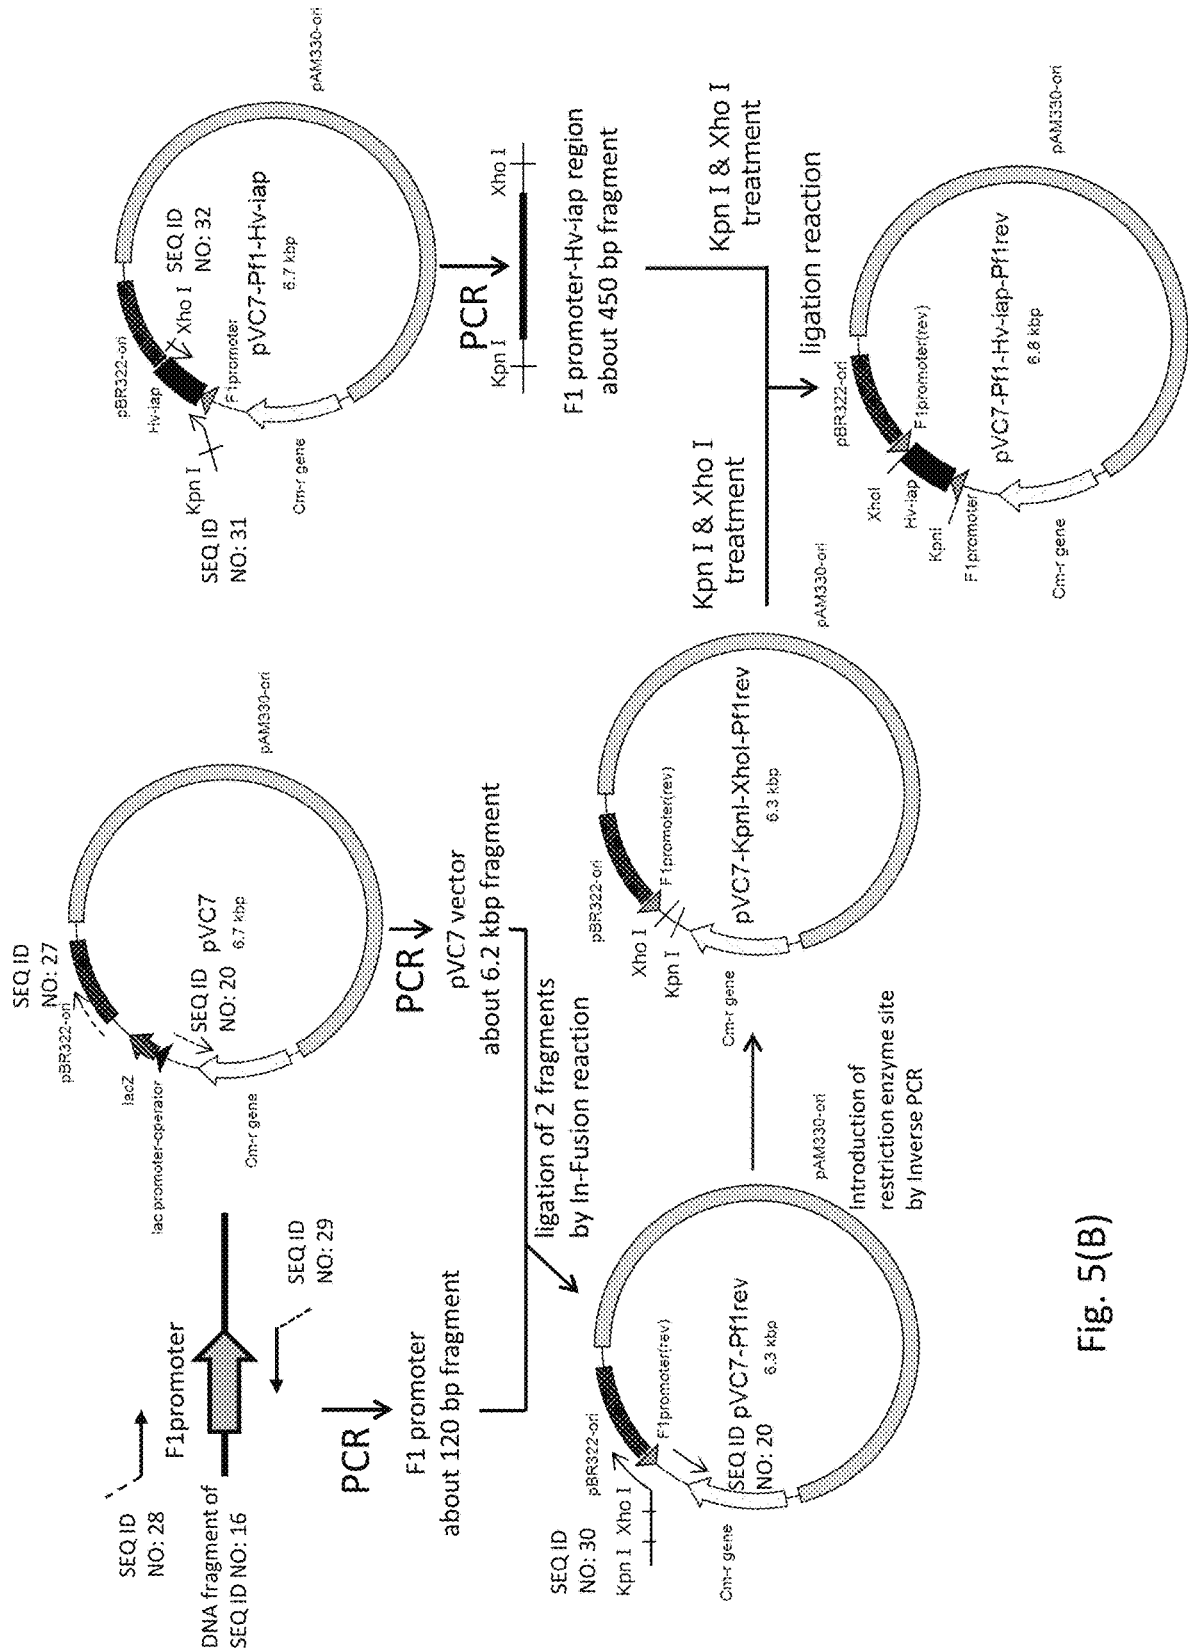 SEQ ID
NO: 28
DNA fragment of
SEQ ID NO: 16
F1promoter
SEQ ID
NO: 29
PCR
F1 promoter
about 120 bp fragment
SEQ ID
NO: 27
pBR322-ori
lacZ
lac promoter-operator
SEQ ID
NO: 20
pVC7
6.7 kbp
Cm-r gene
pAM330-ori
PCR
pVC7 vector
about 6.2 kbp fragment
ligation of 2 fragments
by In-Fusion reaction
SEQ ID
NO: 31
Kpn I
pBR322-ori
Hv-iap
Xho I
SEQ ID
NO: 32
F1promoter
pVC7-Pf1-Hv-iap
6.7 kbp
Cm-r gene
pAM330-ori
PCR
Kpn I
Xho I
F1 promoter-Hv-iap region
about 450 bp fragment
SEQ ID
NO: 30
Kpn I Xho I
pBR322-ori
F1promoter(rev)
SEQ ID
NO: 20
pVC7-Pf1rev
6.3 kbp
Cm-r gene
pAM330-ori
Introduction of
restriction enzyme site
by Inverse PCR
pBR322-ori
Xho I
Kpn I
F1promoter(rev)
pVC7-KpnI-XhoI-Pf1rev
6.3 kbp
Cm-r gene
pAM330-ori
Kpn I & Xho I
treatment
Kpn I & Xho I
treatment
ligation reaction
pBR322-ori
XhoI
F1promoter(rev)
Hv-iap
KpnI
F1promoter
pVC7-Pf1-Hv-iap-Pf1rev
6.8 kbp
Cm-r gene
pAM330-ori
Fig. 5(B)